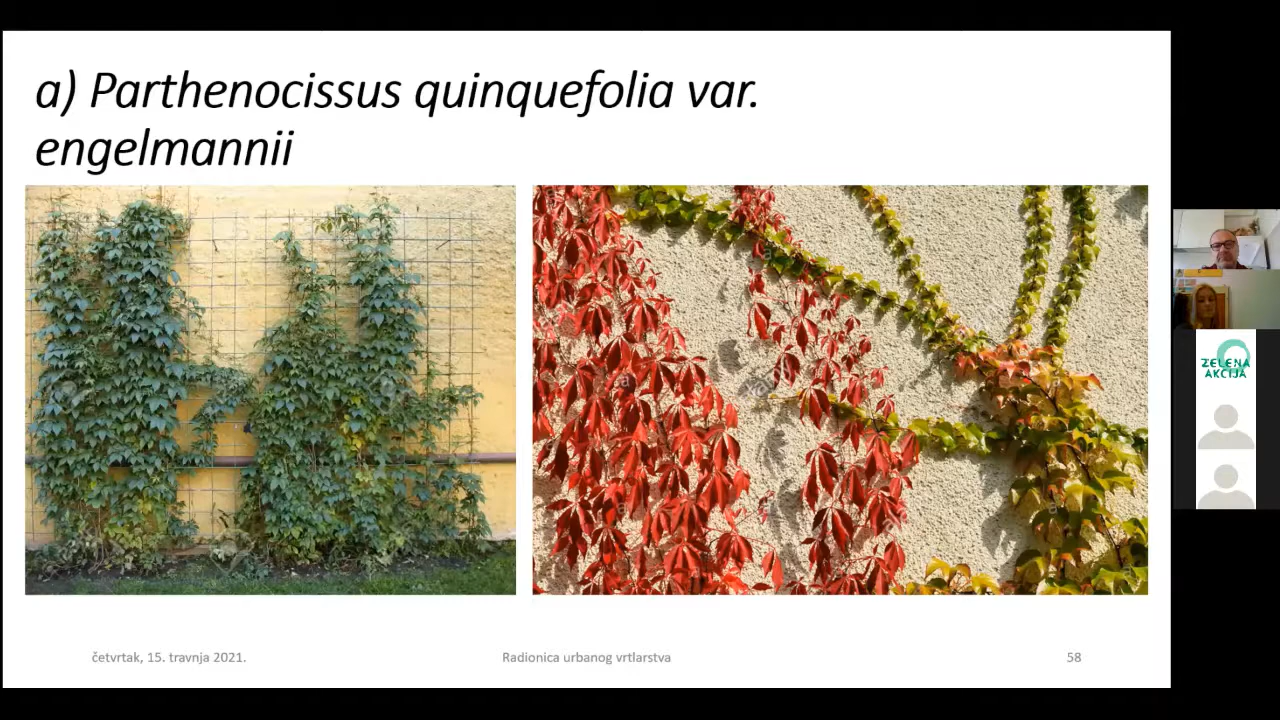 a) Parthenocissus quinquefolia var.
engelmannii
četvrtak, 15. travnja 2021.
Radionica urbanog vrtlarstva
58
ZELENA
AKCIJA